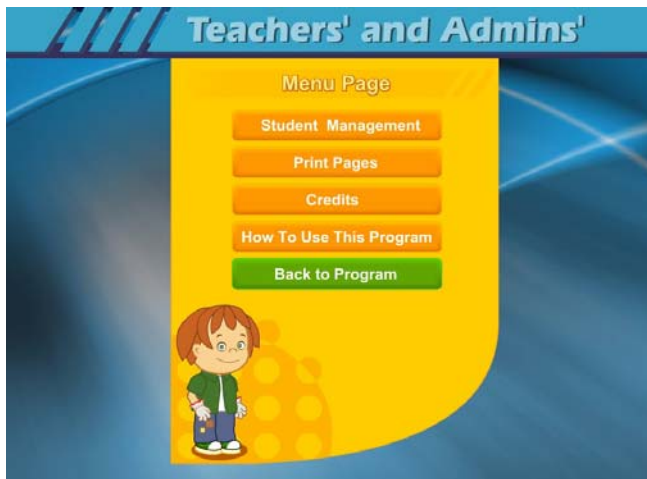 Teachers' and Admins'
Menu Page
Student Management
Print Pages
Credits
How To Use This Program
Back to Program